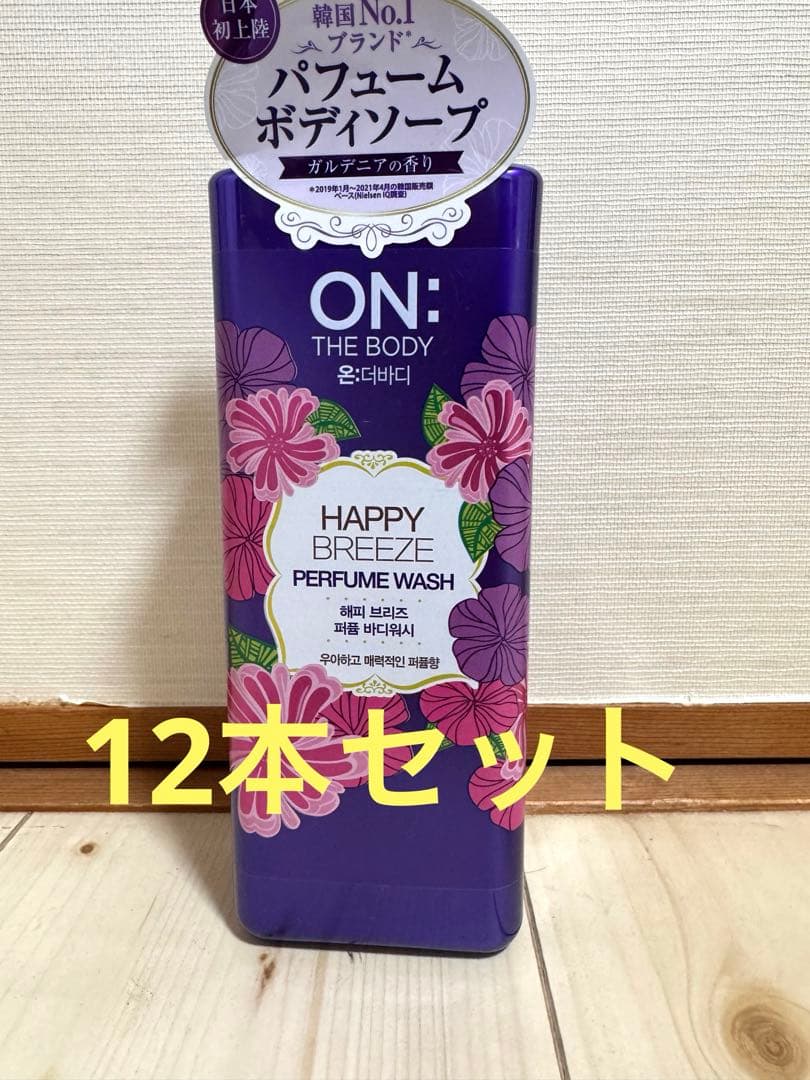 日本
初上陸
韓国No.1
ブランド*
パフューム
ボディソープ
ガルデニアの香り
*2019年1月〜2021年4月の韓国販売額
ベース(Nielsen IQ調査)
ON:
THE BODY
온:더바디
HAPPY
BREEZE
PERFUME WASH
해피 브리즈
퍼퓸 바디워시
우아하고 매력적인 퍼퓸향
12本セット